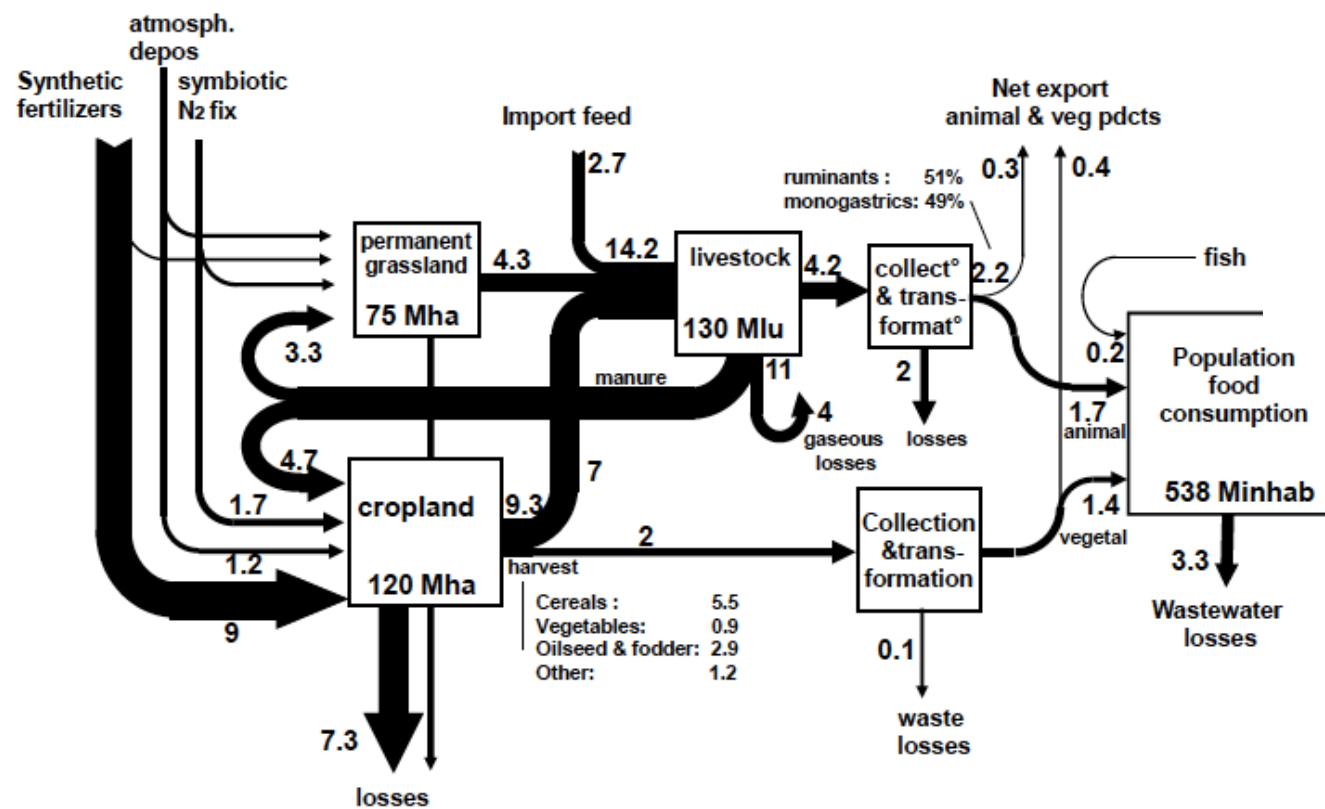 atmosph.
depos
Synthetic
fertilizers
symbiotic
N2 fix
Import feed
2.7
Net export
animal & veg pdcts
0.3
0.4
ruminants : 51%
monogastrics: 49%
permanent
grassland
75 Mha
4.3
14.2
livestock
130 Mlu
4.2
collect°
& trans-
format°
2.2
fish
0.2
Population
food
consumption
538 Minhab
3.3
manure
11
4
gaseous
losses
2
losses
1.7
animal
4.7
7
1.7
cropland
120 Mha
9.3
2
harvest
Collection
&trans-
formation
1.4
vegetal
3.3
Wastewater
losses
1.2
9
Cereals : 5.5
Vegetables: 0.9
Oilseed & fodder: 2.9
Other: 1.2
0.1
waste
losses
7.3
losses